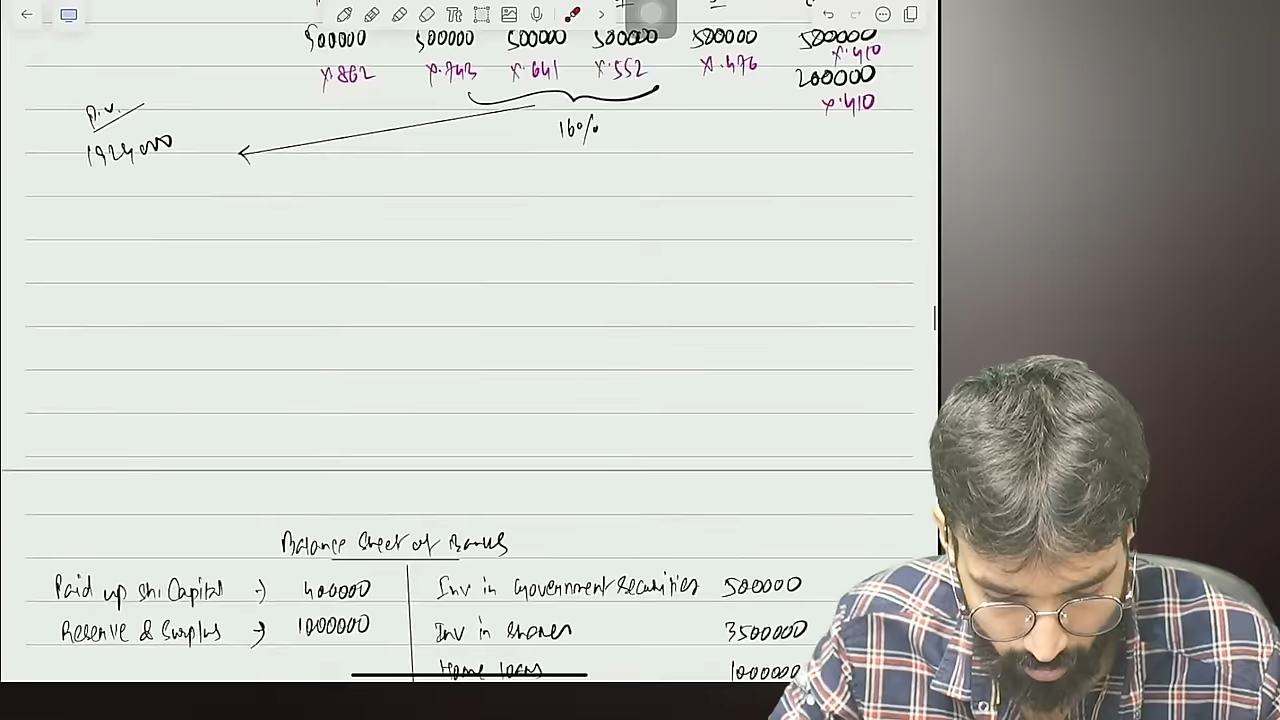 500000 500000 500000 500000 500000 500000
x.410
x.862 x.743 x.641 x.552 x.476 200000
x.410
P.V.
16%
1924000
Balance Sheet of Banks
Paid up sh. Capital → 400000 Inv in Government Securities 500000
Reserve & Surplus → 1000000 Inv in Shares 3500000
Home loans 1000000